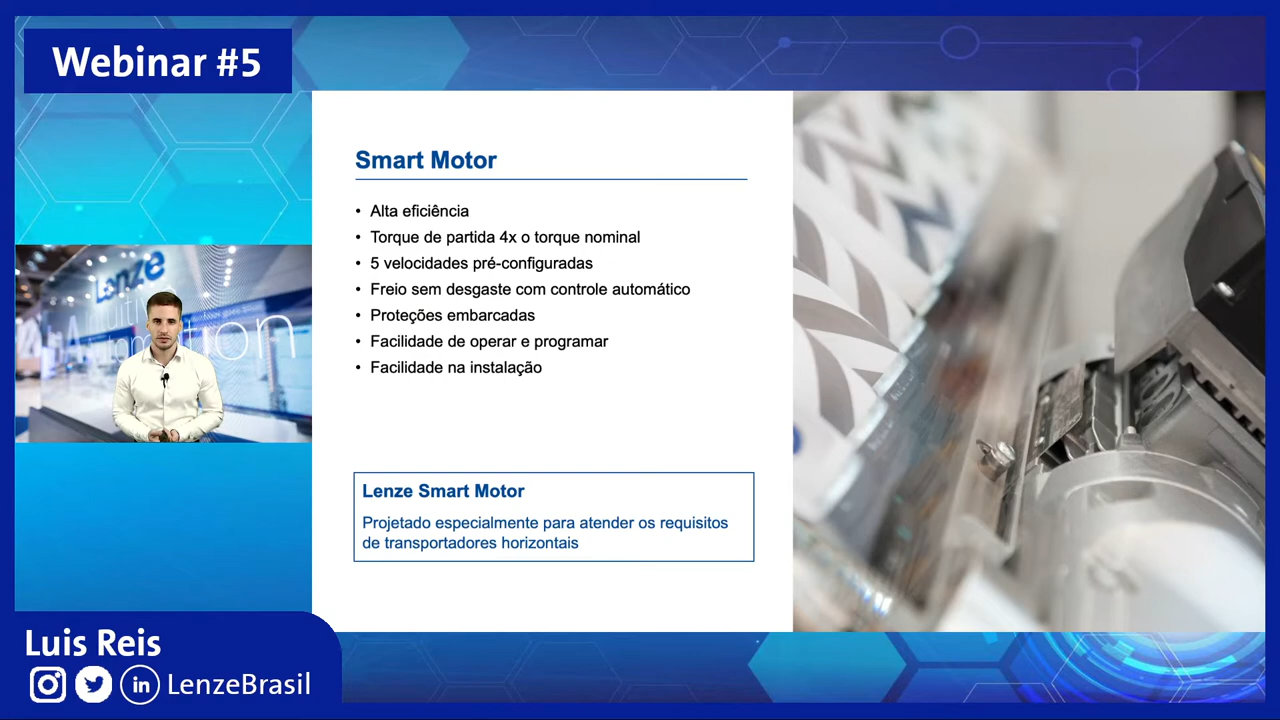 Webinar #5
Smart Motor
• Alta eficiência
• Torque de partida 4x o torque nominal
• 5 velocidades pré-configuradas
• Freio sem desgaste com controle automático
• Proteções embarcadas
• Facilidade de operar e programar
• Facilidade na instalação
Lenze
Lenze Smart Motor
Projetado especialmente para atender os requisitos
de transportadores horizontais
Luis Reis
LenzeBrasil